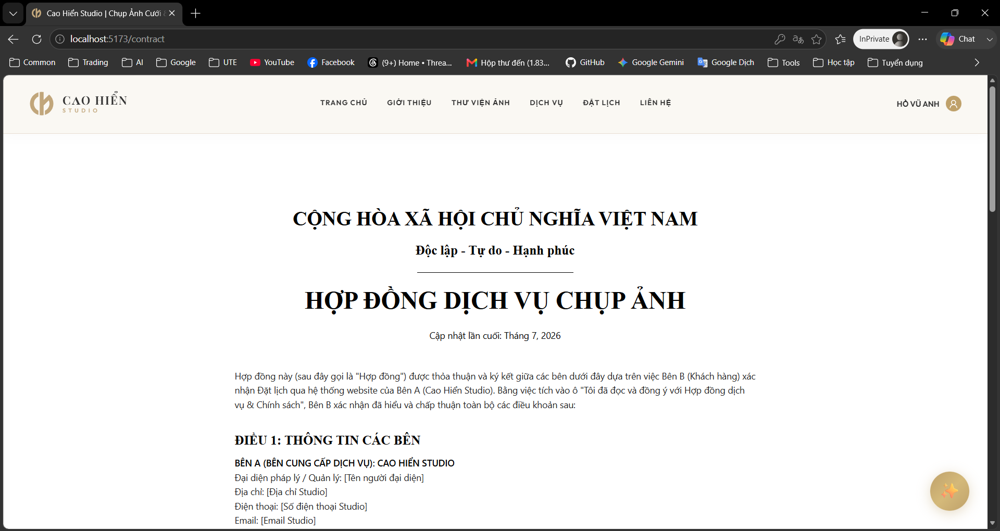 Cao Hiển Studio | Chụp Ảnh Cưới
localhost:5173/contract
InPrivate
Chat
Common
Trading
AI
Google
UTE
YouTube
Facebook
(9+) Home • Threa...
Hộp thư đến (1.83...
GitHub
Google Gemini
Google Dịch
Tools
Học tập
Tuyển dụng
CAO HIỂN
STUDIO
TRANG CHỦ
GIỚI THIỆU
THƯ VIỆN ẢNH
DỊCH VỤ
ĐẶT LỊCH
LIÊN HỆ
HỒ VŨ ANH
CỘNG HÒA XÃ HỘI CHỦ NGHĨA VIỆT NAM
Độc lập - Tự do - Hạnh phúc
HỢP ĐỒNG DỊCH VỤ CHỤP ẢNH
Cập nhật lần cuối: Tháng 7, 2026
Hợp đồng này (sau đây gọi là "Hợp đồng") được thỏa thuận và ký kết giữa các bên dưới đây dựa trên việc Bên B (Khách hàng) xác
nhận Đặt lịch qua hệ thống website của Bên A (Cao Hiển Studio). Bằng việc tích vào ô "Tôi đã đọc và đồng ý với Hợp đồng dịch
vụ & Chính sách", Bên B xác nhận đã hiểu và chấp thuận toàn bộ các điều khoản sau:
ĐIỀU 1: THÔNG TIN CÁC BÊN
BÊN A (BÊN CUNG CẤP DỊCH VỤ): CAO HIỂN STUDIO
Đại diện pháp lý / Quản lý: [Tên người đại diện]
Địa chỉ: [Địa chỉ Studio]
Điện thoại: [Số điện thoại Studio]
Email: [Email Studio]